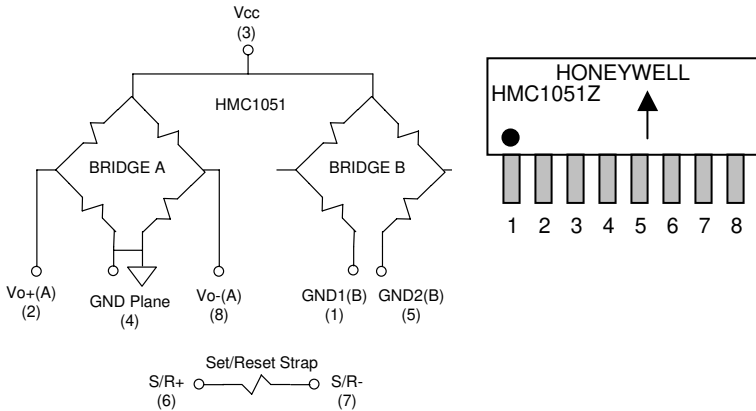 Vcc
(3)
HMC1051
BRIDGE A
BRIDGE B
Vo+(A)
(2)
GND Plane
(4)
Vo-(A)
(8)
GND1(B)
(1)
GND2(B)
(5)
Set/Reset Strap
S/R+
(6)
S/R-
(7)
HONEYWELL
HMC1051Z
1 2 3 4 5 6 7 8